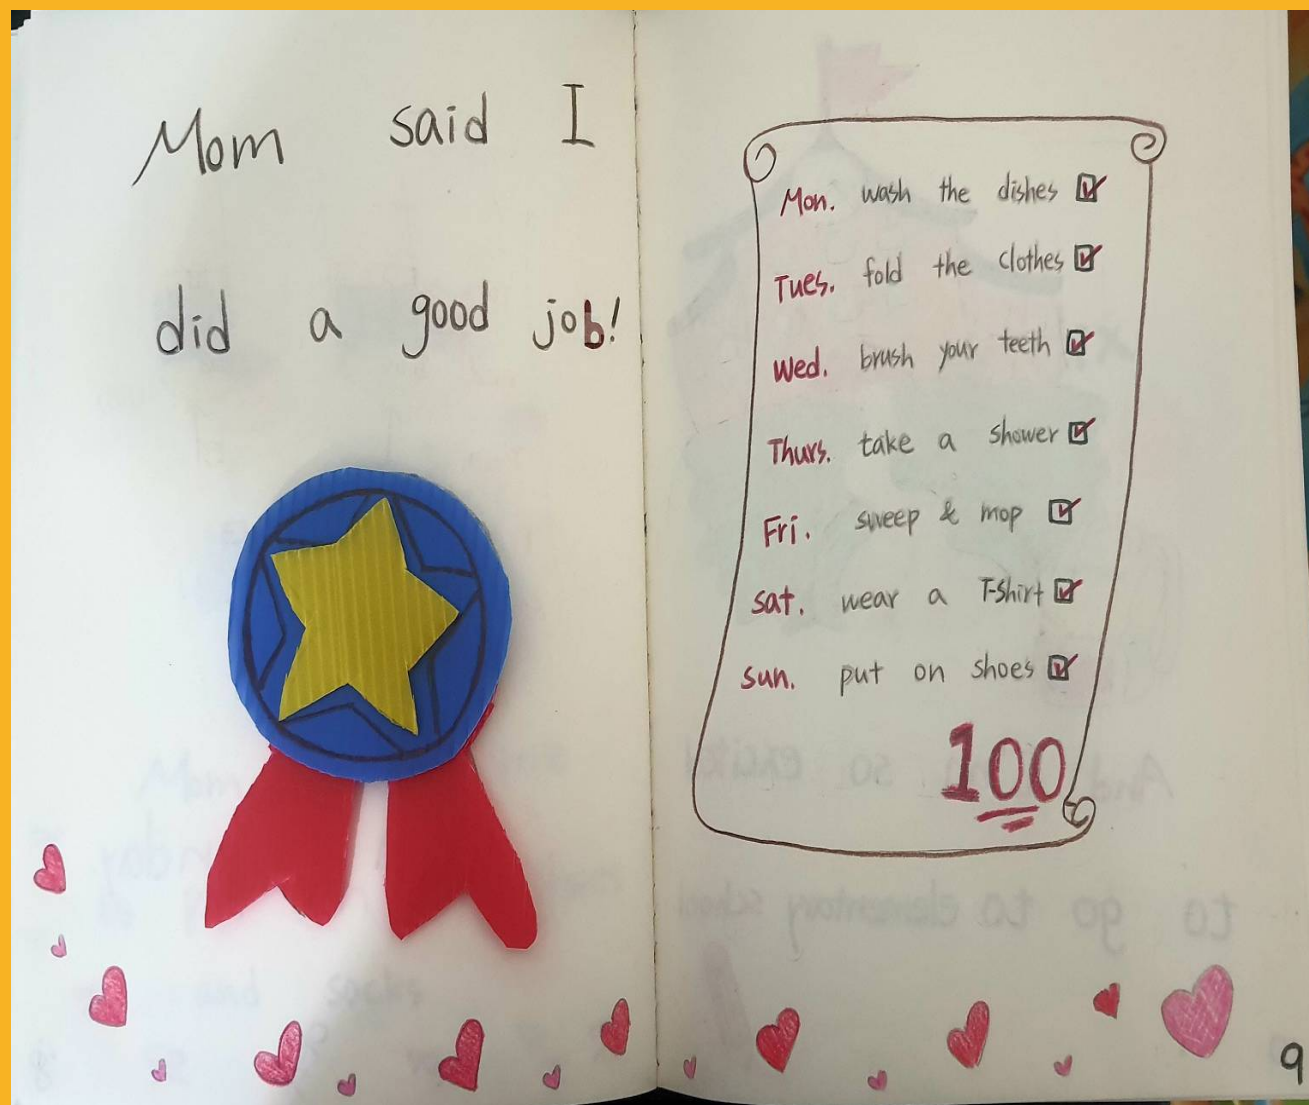 Mom said I
did a good job!
Mon. wash the dishes
Tues. fold the clothes
Wed. brush your teeth
Thurs. take a shower
Fri. sweep & mop
Sat. wear a T-shirt
Sun. put on shoes
100
9